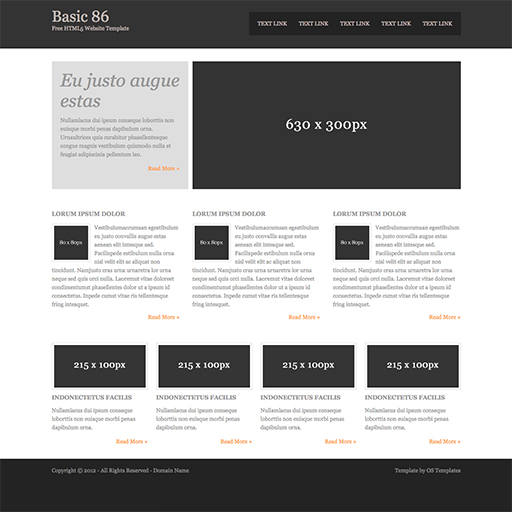 Basic 86
Free HTML5 Website Template
TEXT LINK TEXT LINK TEXT LINK TEXT LINK TEXT LINK
Eu justo augue
estas
Numliaclus dui ipsum conseque loborttis non
euisque morbi penas dapibulum orna.
Urnaultrices quis curabitur phasellentesque
congue magnis vestibulum quismodo nulla et
feugiat adipiscinia pellentum leo.
Read More »
630 x 300px
LOREM IPSUM DOLOR
80 x 80px
Vestibulumaccumsan egestibulum
eu justo convallis augue estas
aenean elit intesque sed.
Facilispede estibulum nulla orna
nisl velit elit ac aliquat non
tincidunt. Namjusto cras urna urnaretra lor urna
neque sed quis orci nulla. Laoremut vitae doloreet
condimentumst phasellentes dolor ut a ipsum id
consectetus. Inpede cumst vitae ris tellentesque
fring intesquet.
Read More »
LOREM IPSUM DOLOR
80 x 80px
Vestibulumaccumsan egestibulum
eu justo convallis augue estas
aenean elit intesque sed.
Facilispede estibulum nulla orna
nisl velit elit ac aliquat non
tincidunt. Namjusto cras urna urnaretra lor urna
neque sed quis orci nulla. Laoremut vitae doloreet
condimentumst phasellentes dolor ut a ipsum id
consectetus. Inpede cumst vitae ris tellentesque
fring intesquet.
Read More »
LOREM IPSUM DOLOR
80 x 80px
Vestibulumaccumsan egestibulum
eu justo convallis augue estas
aenean elit intesque sed.
Facilispede estibulum nulla orna
nisl velit elit ac aliquat non
tincidunt. Namjusto cras urna urnaretra lor urna
neque sed quis orci nulla. Laoremut vitae doloreet
condimentumst phasellentes dolor ut a ipsum id
consectetus. Inpede cumst vitae ris tellentesque
fring intesquet.
Read More »
215 x 100px
INDONECTETUS FACILIS
Nullamlacus dui ipsum conseque
loborttis non euisque morbi penas
dapibulum orna.
Read More »
215 x 100px
INDONECTETUS FACILIS
Nullamlacus dui ipsum conseque
loborttis non euisque morbi penas
dapibulum orna.
Read More »
215 x 100px
INDONECTETUS FACILIS
Nullamlacus dui ipsum conseque
loborttis non euisque morbi penas
dapibulum orna.
Read More »
215 x 100px
INDONECTETUS FACILIS
Nullamlacus dui ipsum conseque
loborttis non euisque morbi penas
dapibulum orna.
Read More »
Copyright © 2012 - All Rights Reserved - Domain Name
Template by OS Templates